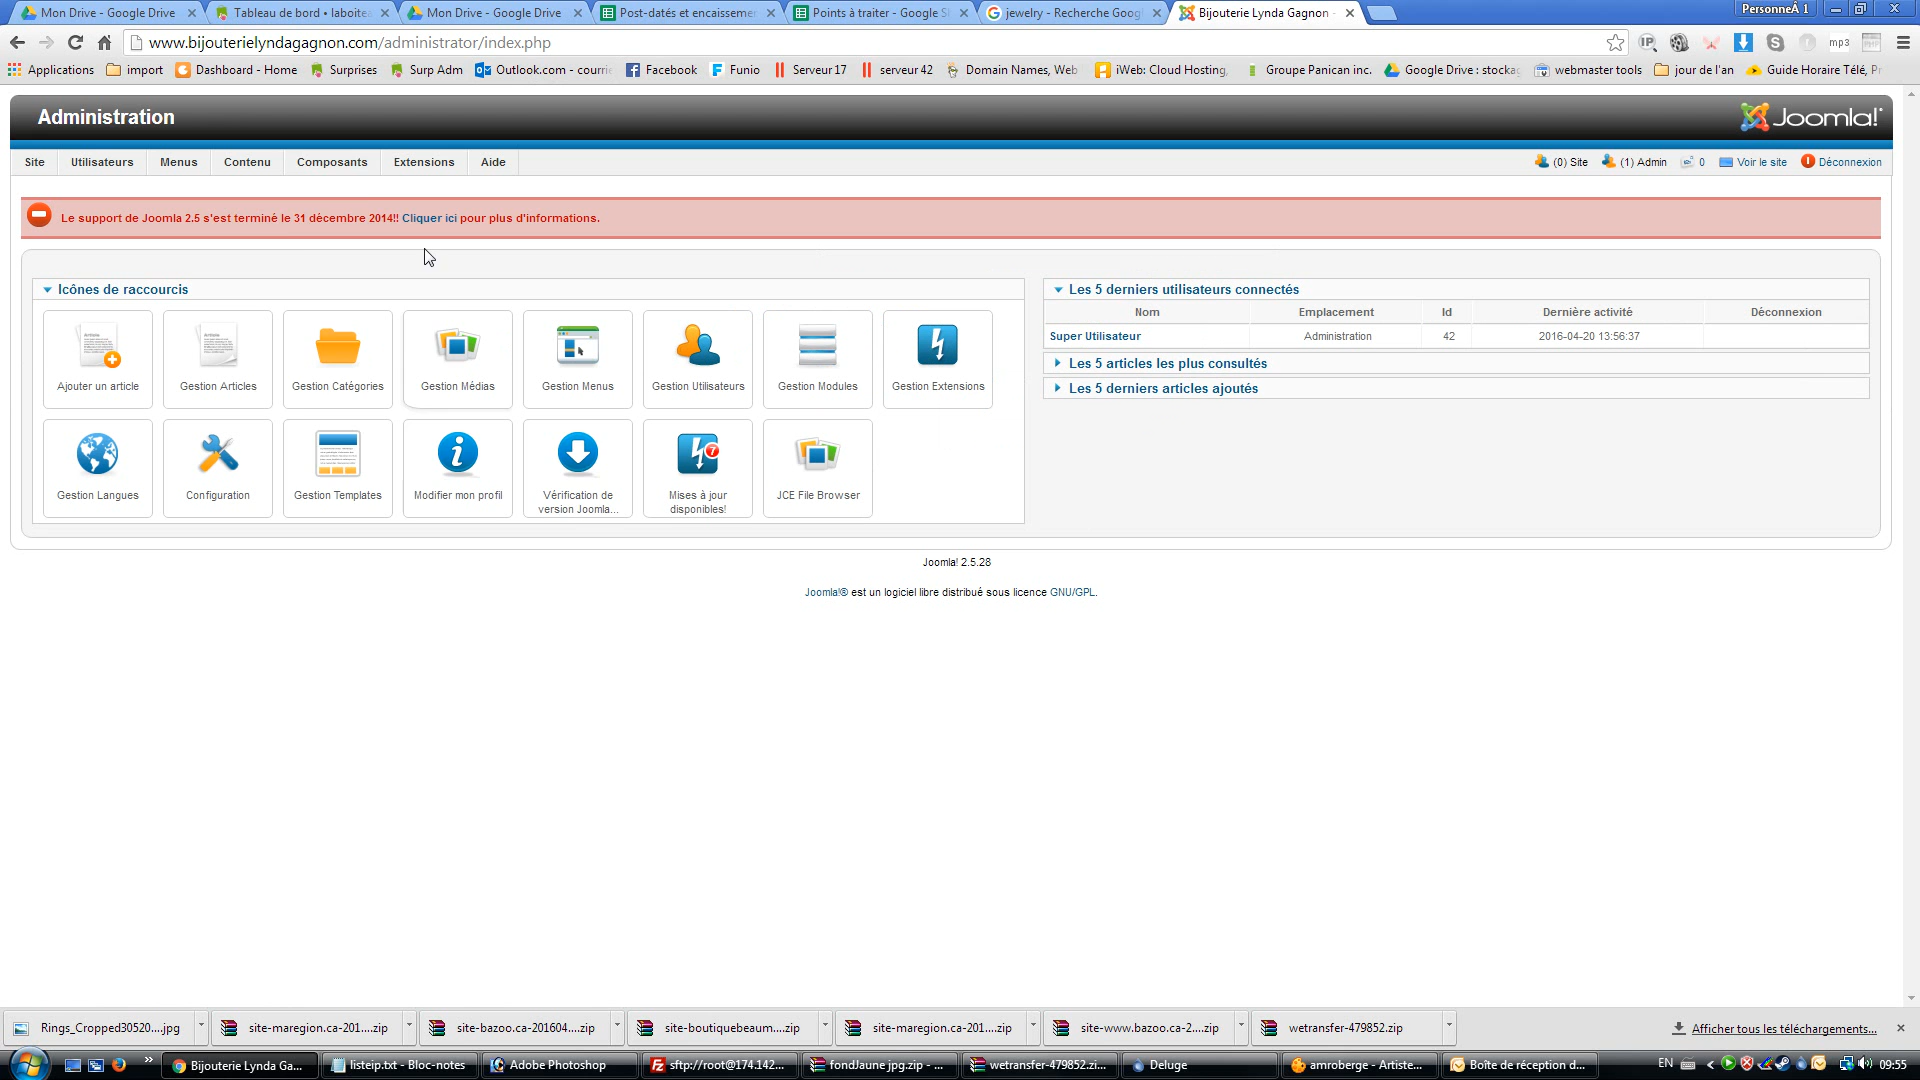 Mon Drive - Google Drive
Tableau de bord • laboite
Mon Drive - Google Drive
Post-datés et encaissemen
Points à traiter - Google S
jewelry - Recherche Goog
Bijouterie Lynda Gagnon -
PersonneÂ 1
www.bijouterielyndagagnon.com/administrator/index.php
IP
mp3
Applications
import
Dashboard - Home
Surprises
Surp Adm
Outlook.com - courri
Facebook
Funio
Serveur17
serveur 42
Domain Names, Web
iWeb: Cloud Hosting,
Groupe Panican inc.
Google Drive : stocka
webmaster tools
jour de l'an
Guide Horaire Télé, Pr
Administration
Joomla!
Site
Utilisateurs
Menus
Contenu
Composants
Extensions
Aide
(0) Site
(1) Admin
0
Voir le site
Déconnexion
Le support de Joomla 2.5 s'est terminé le 31 décembre 2014!! Cliquer ici pour plus d'informations.
Icônes de raccourcis
Ajouter un article
Gestion Articles
Gestion Catégories
Gestion Médias
Gestion Menus
Gestion Utilisateurs
Gestion Modules
Gestion Extensions
Gestion Langues
Configuration
Gestion Templates
Modifier mon profil
Vérification de
version Joomla...
7
Mises à jour
disponibles!
JCE File Browser
Les 5 derniers utilisateurs connectés
Nom
Emplacement
Id
Dernière activité
Déconnexion
Super Utilisateur
Administration
42
2016-04-20 13:56:37
Les 5 articles les plus consultés
Les 5 derniers articles ajoutés
Joomla! 2.5.28
Joomla!® est un logiciel libre distribué sous licence GNU/GPL.
Rings_Cropped30520....jpg
site-maregion.ca-201....zip
site-bazoo.ca-201604....zip
site-boutiquebeaum....zip
site-maregion.ca-201....zip
site-www.bazoo.ca-2....zip
wetransfer-479852.zip
Afficher tous les téléchargements...
Bijouterie Lynda Ga...
listeip.txt - Bloc-notes
Adobe Photoshop
sftp://root@174.142...
fondJaune jpg.zip - ...
wetransfer-479852.zi...
Deluge
amroberge - Artiste...
Boîte de réception d...
EN
09:55